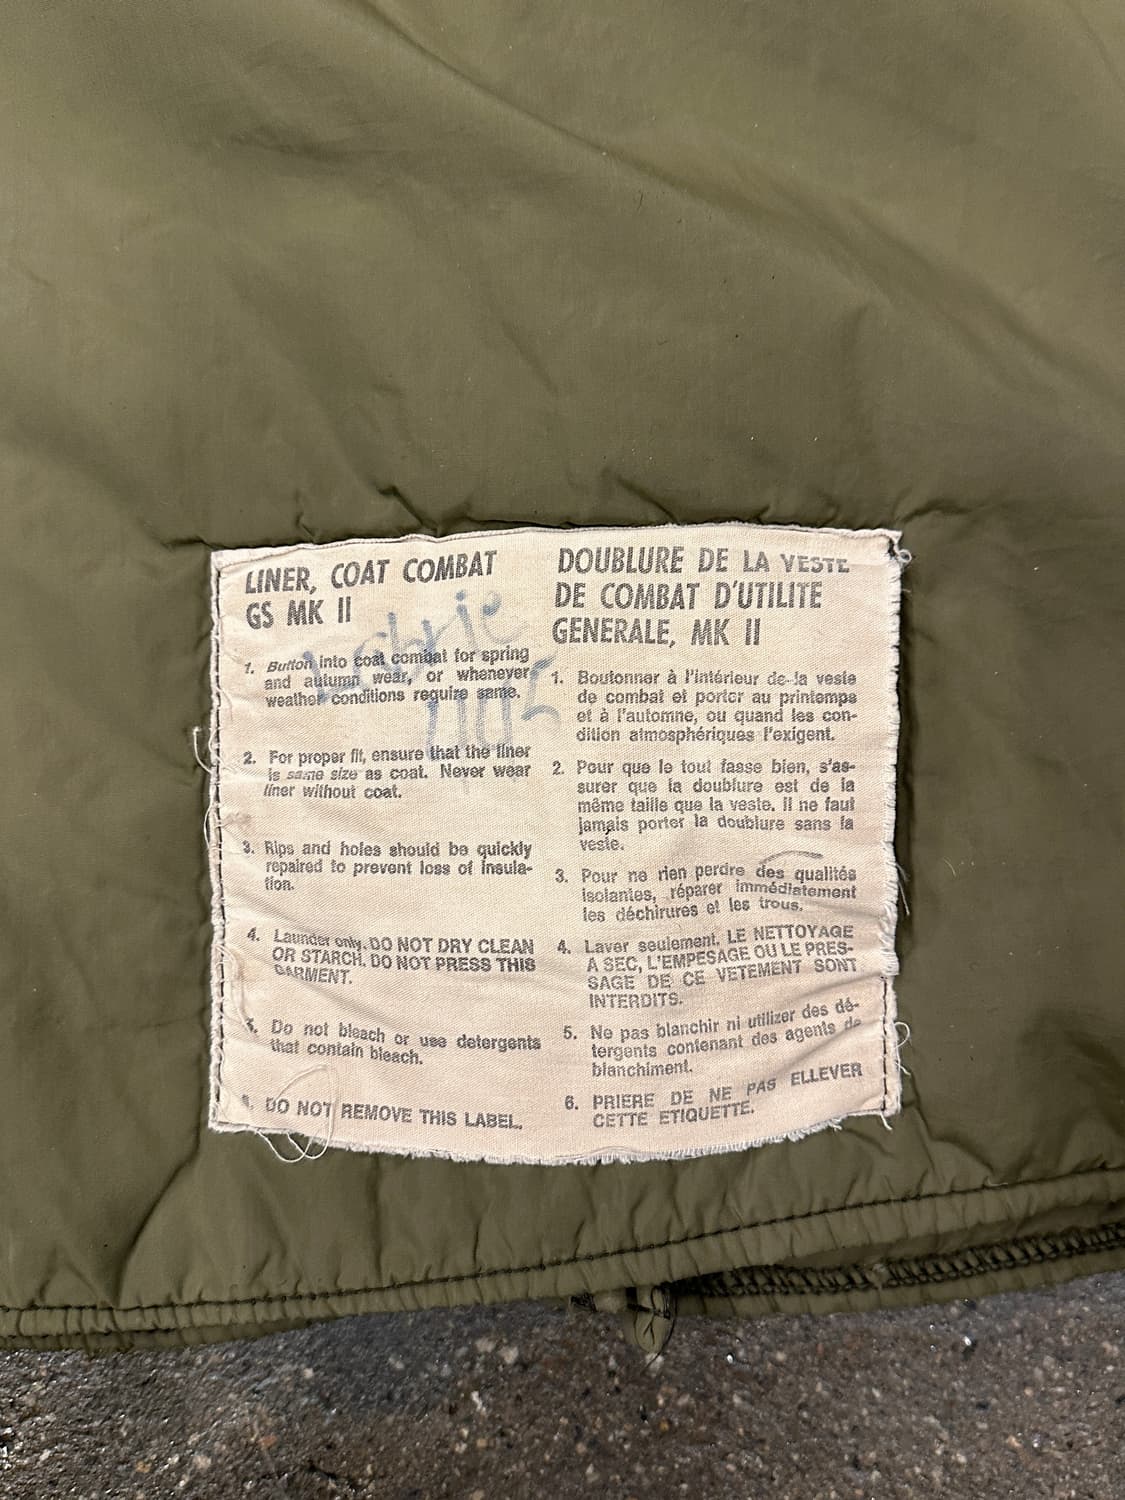 LINER, COAT COMBAT
GS MK II
Labrie
1. Button into coat combat for spring
and autumn wear, or whenever
weather conditions require same.
2. For proper fit, ensure that the liner
is same size as coat. Never wear
liner without coat.
3. Rips and holes should be quickly
repaired to prevent loss of insula-
tion.
4. Launder only. DO NOT DRY CLEAN
OR STARCH. DO NOT PRESS THIS
GARMENT.
5. Do not bleach or use detergents
that contain bleach.
DO NOT REMOVE THIS LABEL.
DOUBLURE DE LA VESTE
DE COMBAT D'UTILITE
GENERALE, MK II
1. Boutonner à l'intérieur de la veste
de combat et porter au printemps
et à l'automne, ou quand les con-
dition atmosphériques l'exigent.
2. Pour que le tout fasse bien, s'as-
surer que la doublure est de la
même taille que la veste. Il ne faut
jamais porter la doublure sans la
veste.
3. Pour ne rien perdre des qualités
isolantes, réparer immédiatement
les déchirures et les trous.
4. Laver seulement. LE NETTOYAGE
A SEC, L'EMPESAGE OU LE PRES-
SAGE DE CE VETEMENT SONT
INTERDITS.
5. Ne pas blanchir ni utilizer des dé-
tergents contenant des agents de
blanchiment.
6. PRIERE DE NE PAS ELLEVER
CETTE ETIQUETTE.